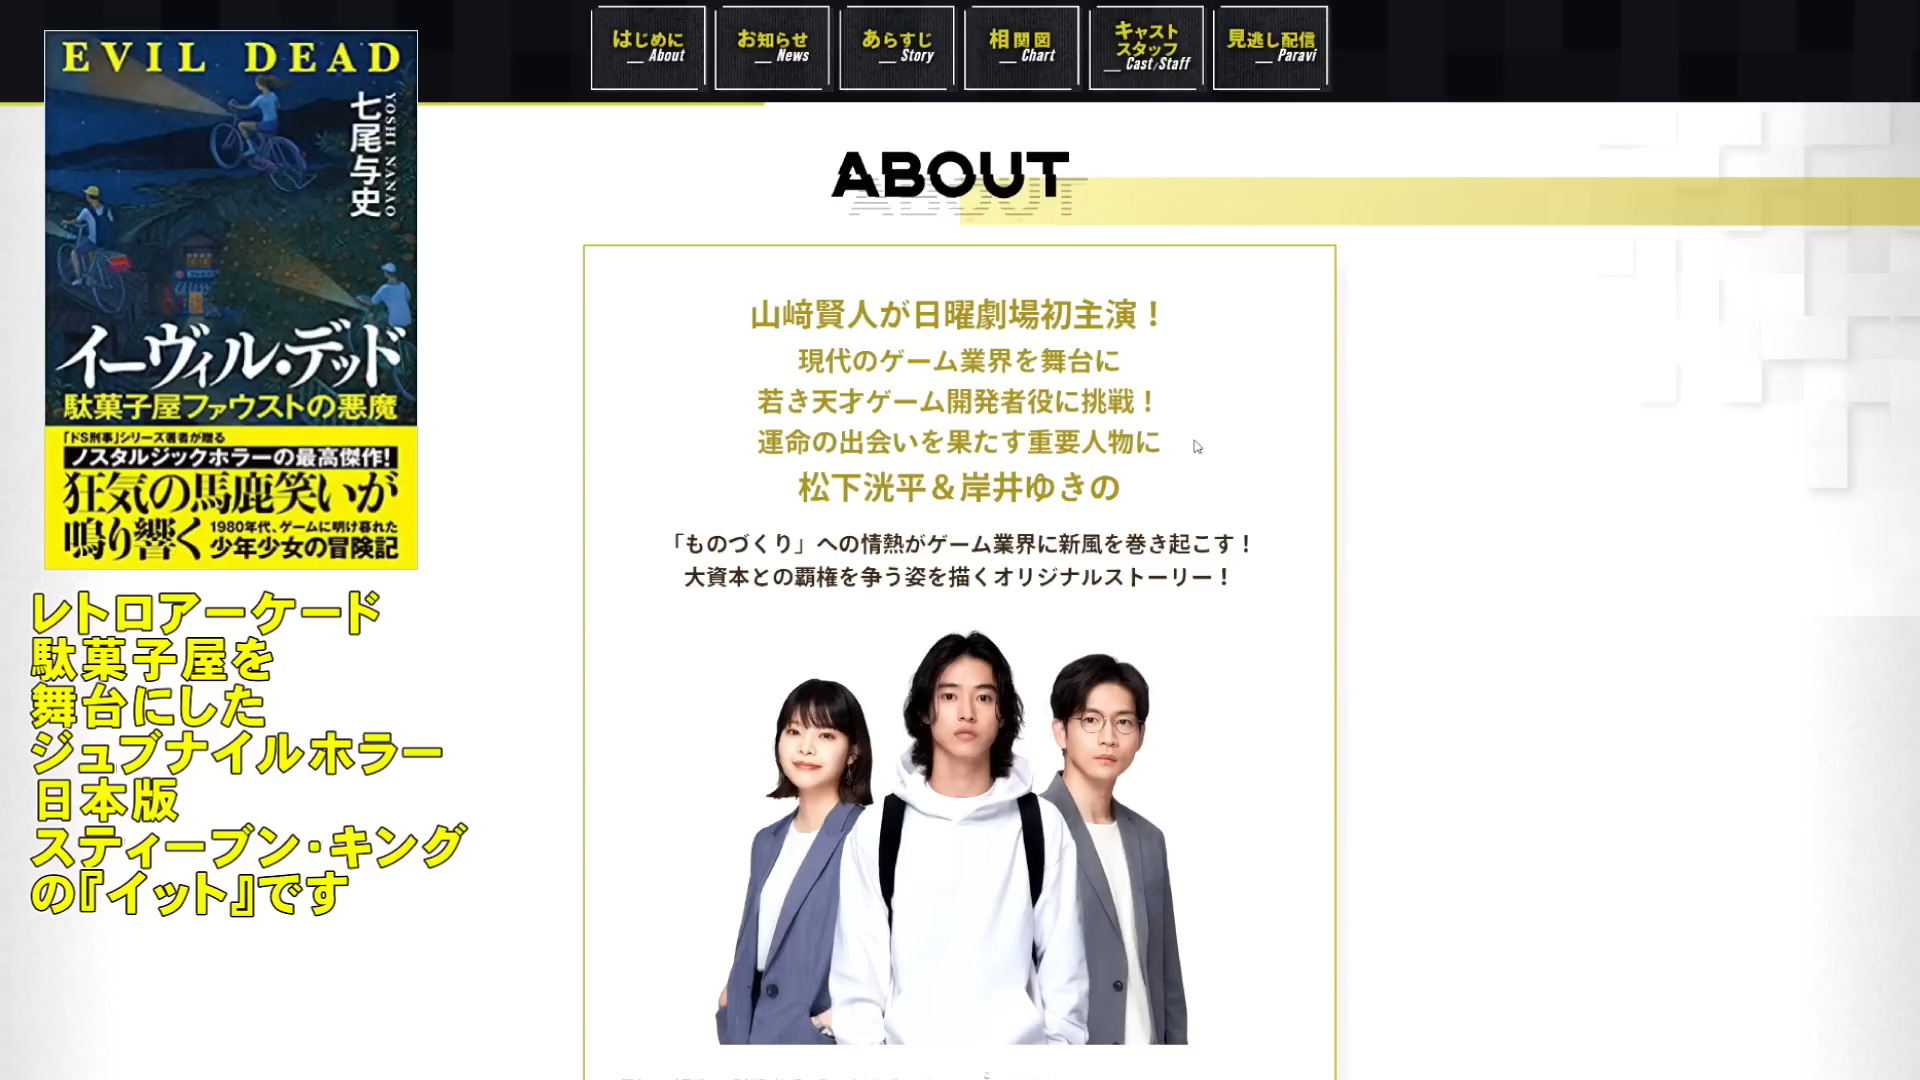 はじめに
About
お知らせ
News
あらすじ
Story
相関図
Chart
キャスト
スタッフ
Cast/Staff
見逃し配信
Paravi
EVIL DEAD
七尾与史
YOSHI NANAO
イーヴィル・デッド
駄菓子屋ファウストの悪魔
「ドS刑事」シリーズ著者が贈る
ノスタルジックホラーの最高傑作!
狂気の馬鹿笑いが
鳴り響く
1980年代、ゲームに明け暮れた
少年少女の冒険記
レトロアーケード
駄菓子屋を
舞台にした
ジュブナイルホラー
日本版
スティーブン・キング
の『イット』です
ABOUT
山﨑賢人が日曜劇場初主演！
現代のゲーム業界を舞台に
若き天才ゲーム開発者役に挑戦！
運命の出会いを果たす重要人物に
松下洸平＆岸井ゆきの
「ものづくり」への情熱がゲーム業界に新風を巻き起こす！
大資本との覇権を争う姿を描くオリジナルストーリー！